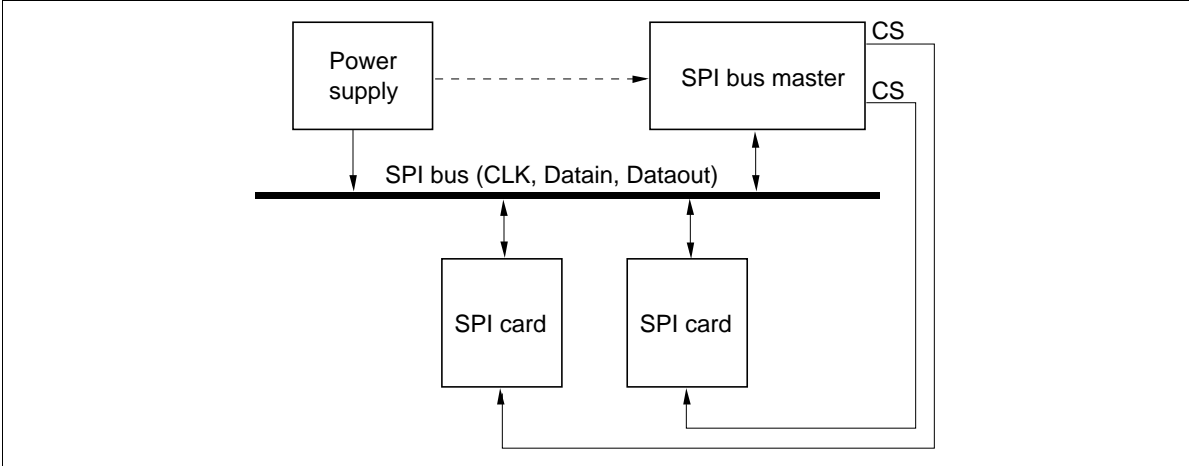 Power
supply
SPI bus master
CS
CS
SPI bus (CLK, Datain, Dataout)
SPI card
SPI card